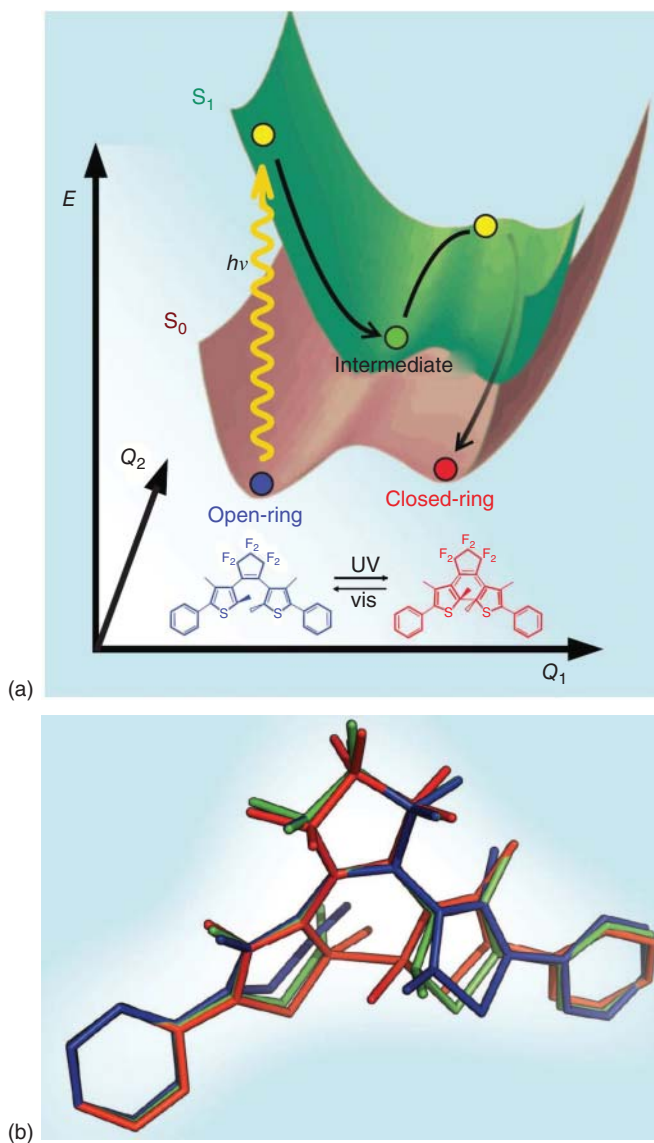 S₁
E
hν
S₀
Intermediate
Q₂
Open-ring
Closed-ring
F₂
F₂ F₂
S S
UV
vis
F₂
F₂ F₂
S S
Q₁
(a)
(b)